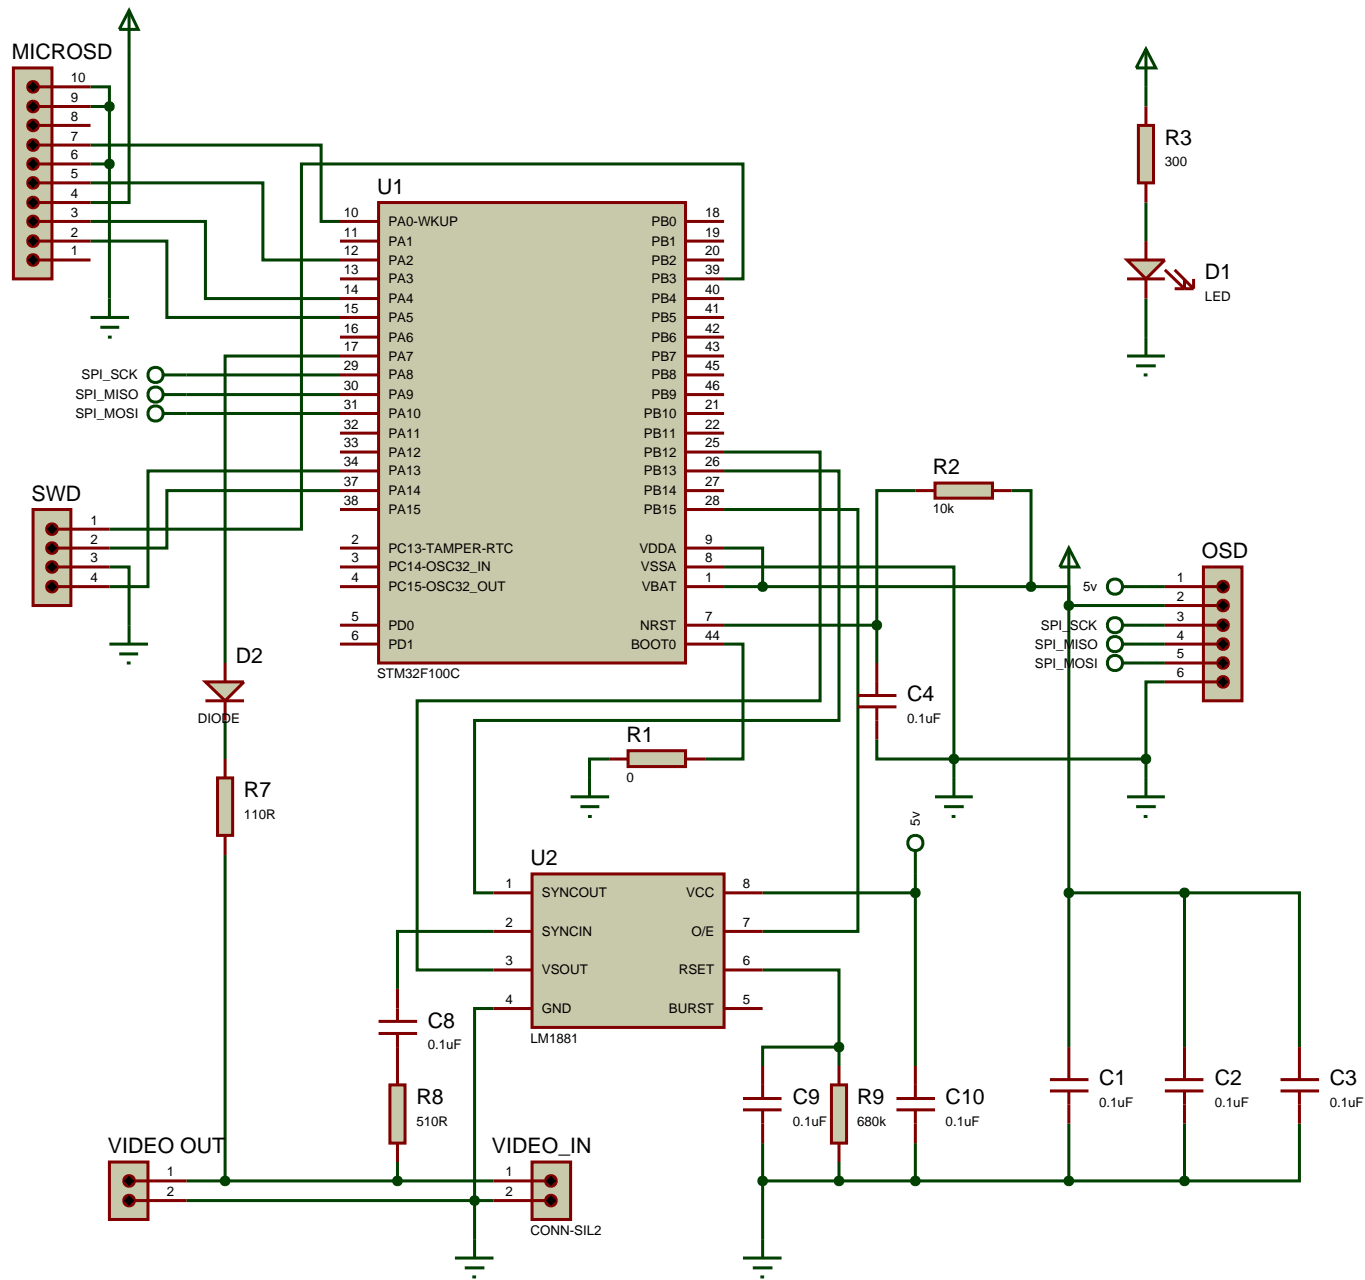 MICROSD
10
9
8
7
6
5
4
3
2
1
R3
300
D1
LED
U1
10 PA0-WKUP
11 PA1
12 PA2
13 PA3
14 PA4
15 PA5
16 PA6
17 PA7
29 PA8
30 PA9
31 PA10
32 PA11
33 PA12
34 PA13
37 PA14
38 PA15
2 PC13-TAMPER-RTC
3 PC14-OSC32_IN
4 PC15-OSC32_OUT
5 PD0
6 PD1
PB0 18
PB1 19
PB2 20
PB3 39
PB4 40
PB5 41
PB6 42
PB7 43
PB8 45
PB9 46
PB10 21
PB11 22
PB12 25
PB13 26
PB14 27
PB15 28
VDDA 9
VSSA 8
VBAT 1
NRST 7
BOOT0 44
STM32F100C
SPI_SCK
SPI_MISO
SPI_MOSI
SWD
1
2
3
4
R2
10k
OSD
5v 1
2
SPI_SCK 3
SPI_MISO 4
SPI_MOSI 5
6
D2
DIODE
C4
0.1uF
R1
0
R7
110R
5v
U2
1 SYNCOUT
2 SYNCIN
3 VSOUT
4 GND
VCC 8
O/E 7
RSET 6
BURST 5
LM1881
C8
0.1uF
R8
510R
C9
0.1uF
R9
680k
C10
0.1uF
C1
0.1uF
C2
0.1uF
C3
0.1uF
VIDEO OUT
1
2
VIDEO_IN
1
2
CONN-SIL2